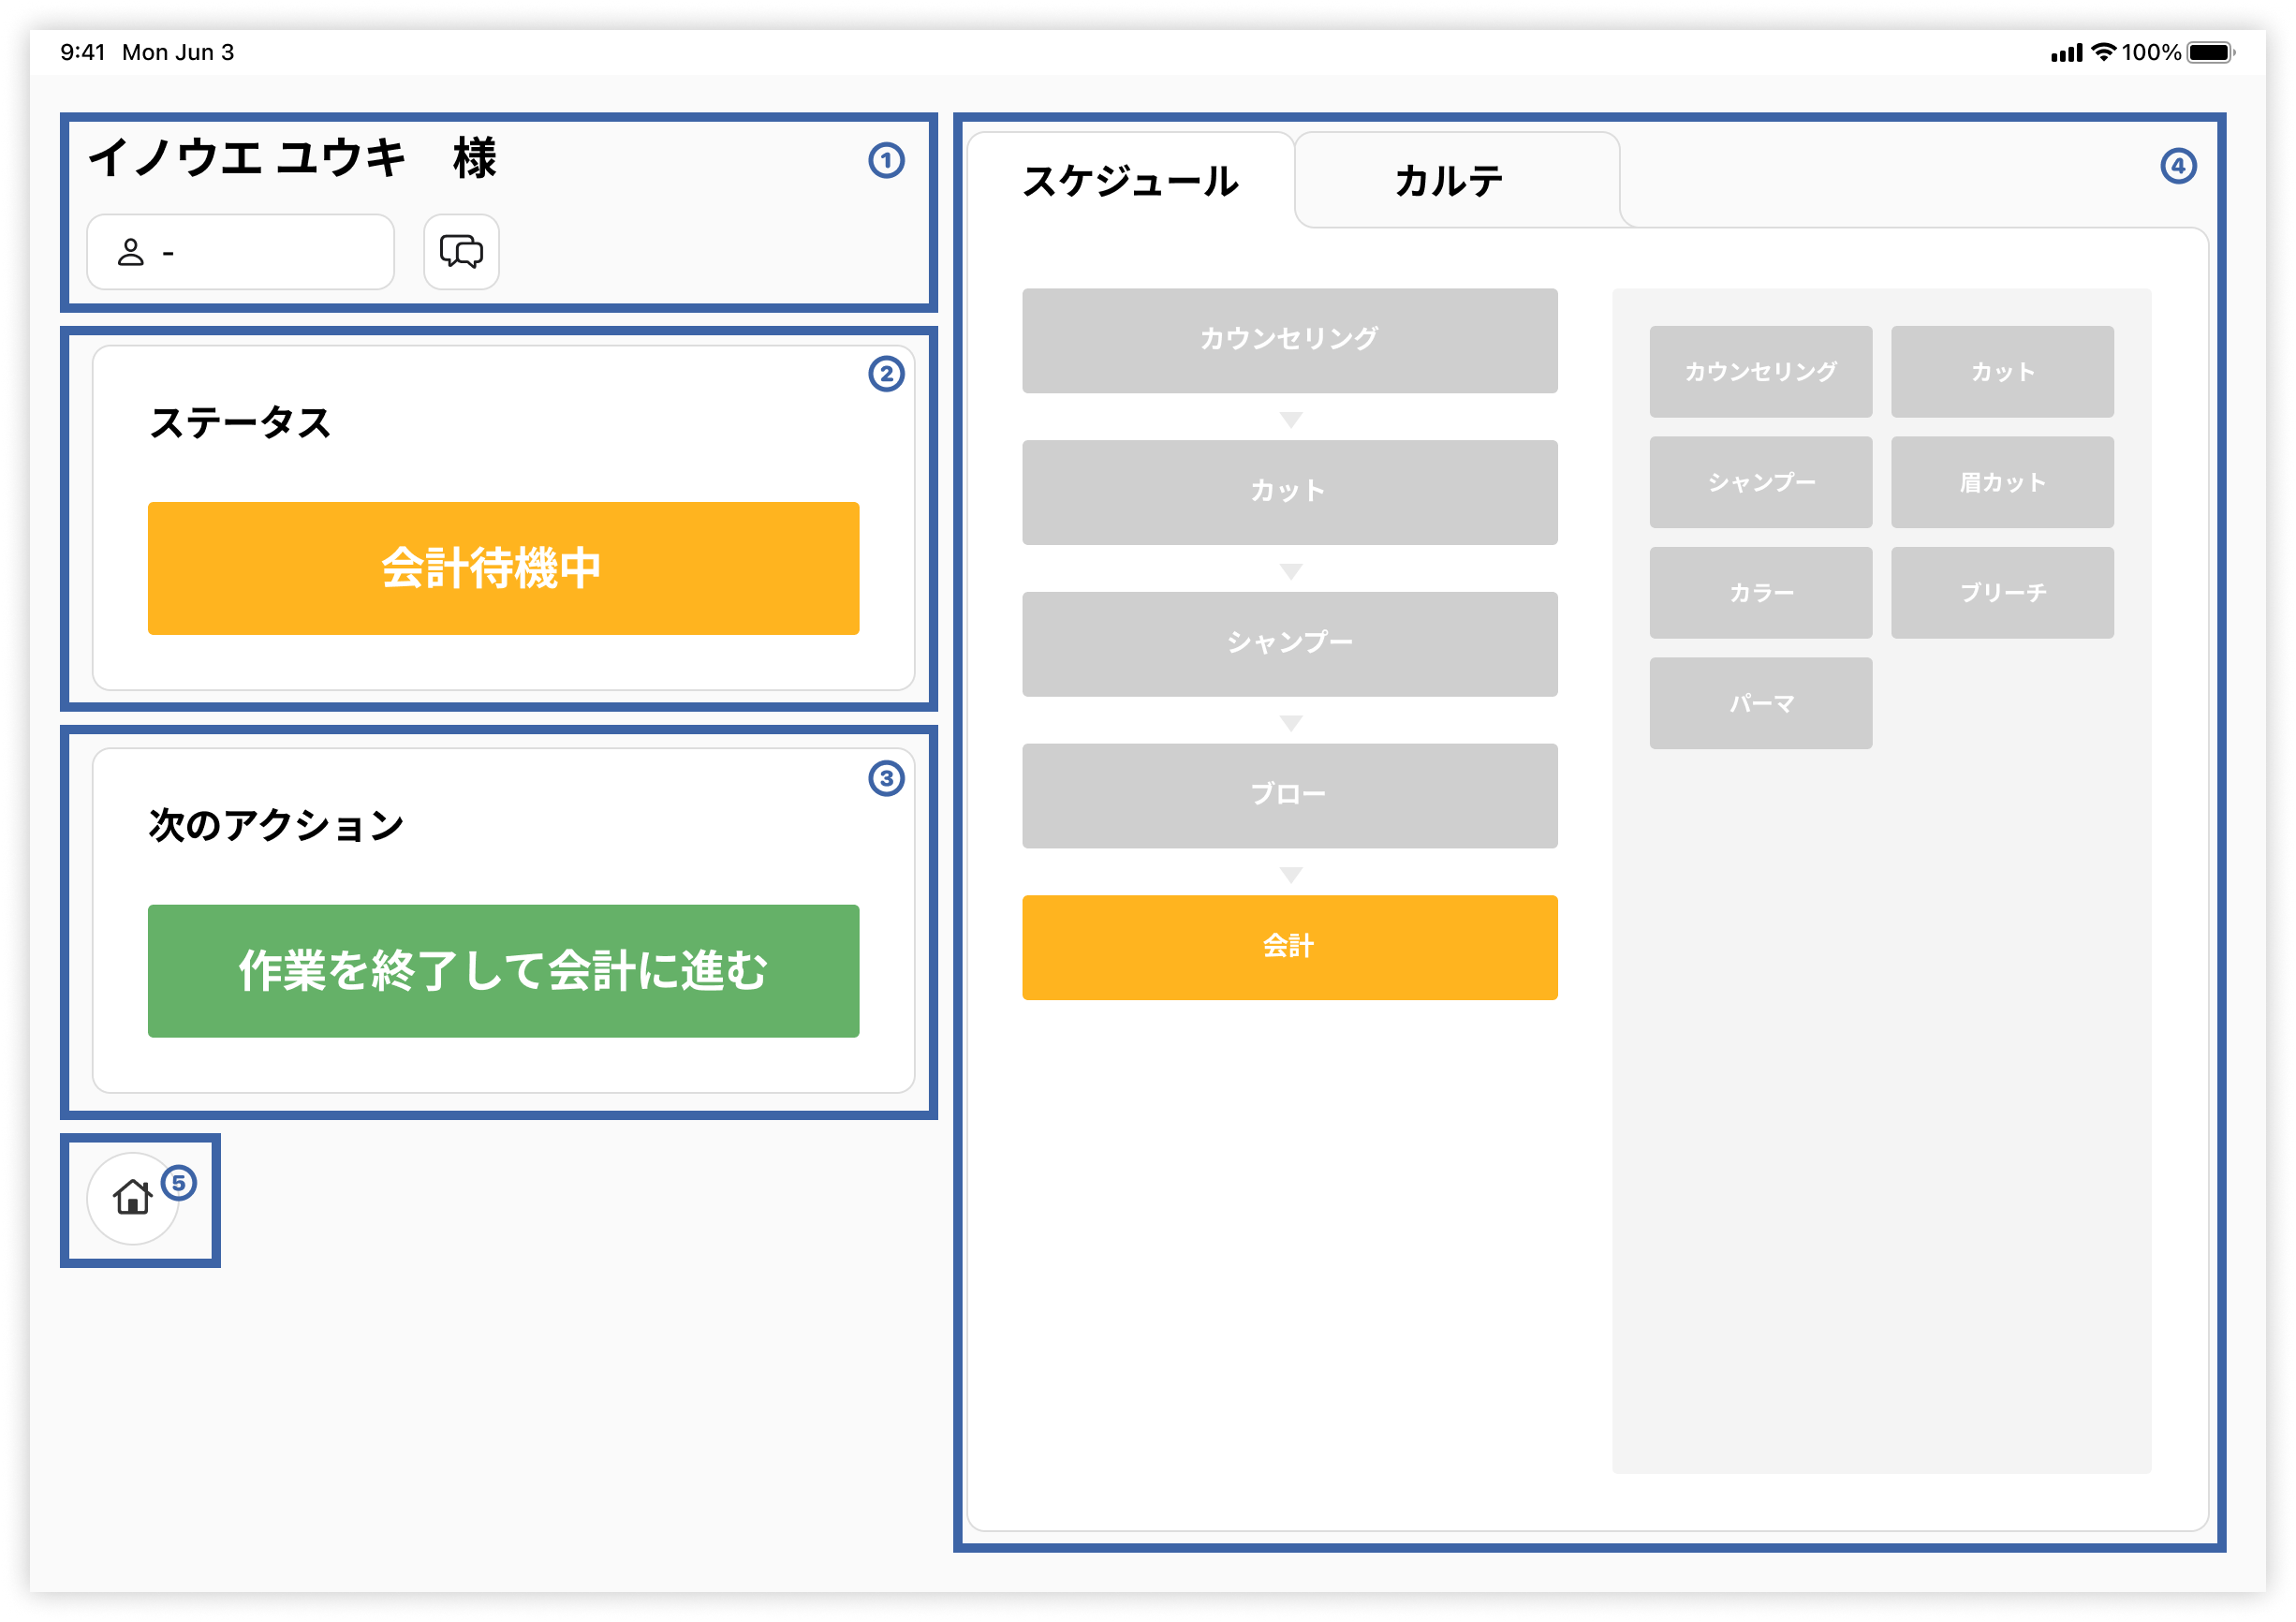 9:41 Mon Jun 3
100%
イノウエ ユウキ　様
①
-
②
ステータス
会計待機中
③
次のアクション
作業を終了して会計に進む
⑤
④
スケジュール
カルテ
カウンセリング
カット
シャンプー
ブロー
会計
カウンセリング
カット
シャンプー
眉カット
カラー
ブリーチ
パーマ